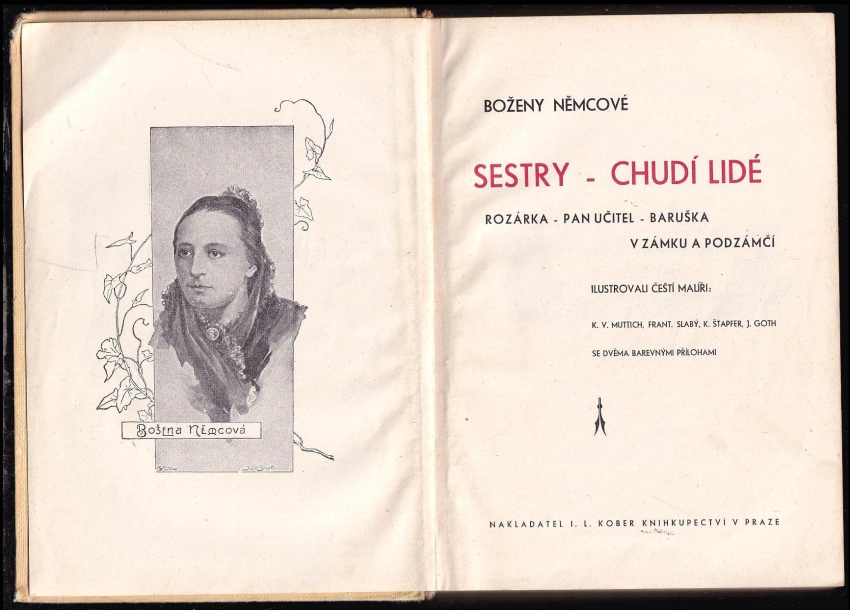 Božena Němcová
BOŽENY NĚMCOVÉ
SESTRY - CHUDÍ LIDÉ
ROZÁRKA - PAN UČITEL - BARUŠKA
V ZÁMKU A PODZÁMČÍ
ILUSTROVALI ČEŠTÍ MALÍŘI:
K. V. MUTTICH, FRANT. SLABÝ, K. ŠTAPFER, J. GOTH
SE DVĚMA BAREVNÝMI PŘÍLOHAMI
NAKLADATEL I. L. KOBER KNIHKUPECTVÍ V PRAZE